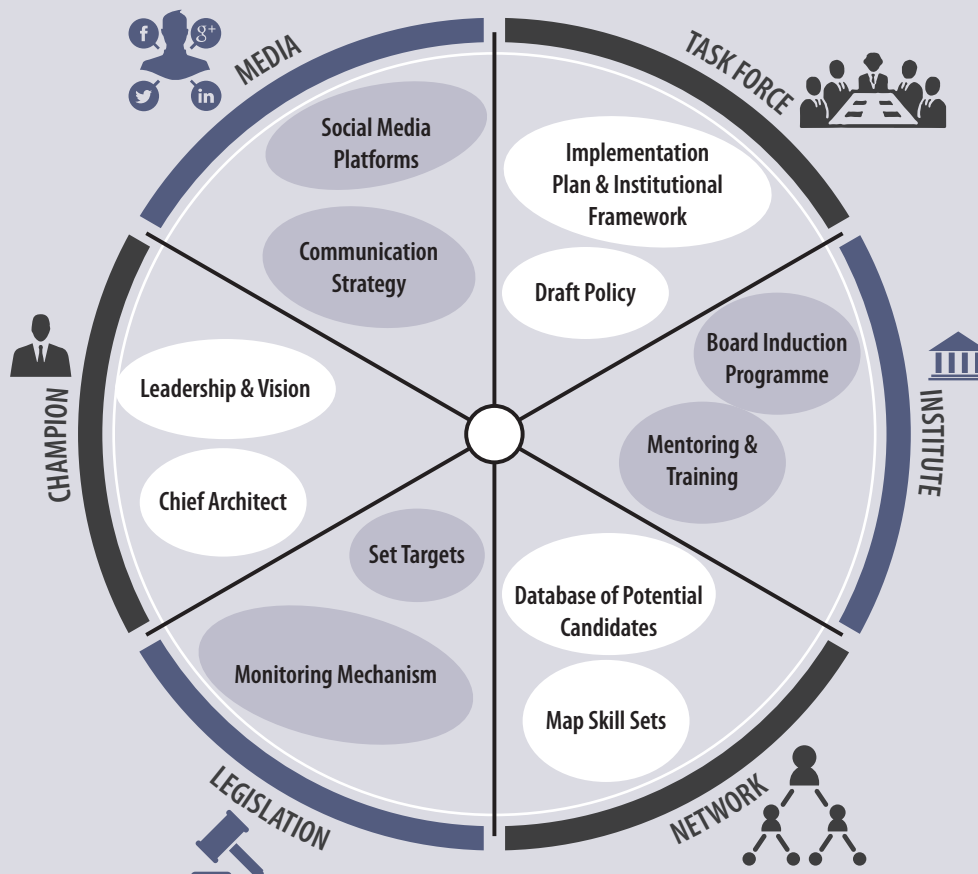 MEDIA
Social Media
Platforms
Communication
Strategy
TASK FORCE
Implementation
Plan & Institutional
Framework
Draft Policy
INSTITUTE
Board Induction
Programme
Mentoring &
Training
NETWORK
Database of Potential
Candidates
Map Skill Sets
LEGISLATION
Set Targets
Monitoring Mechanism
CHAMPION
Leadership & Vision
Chief Architect
f
g+
in